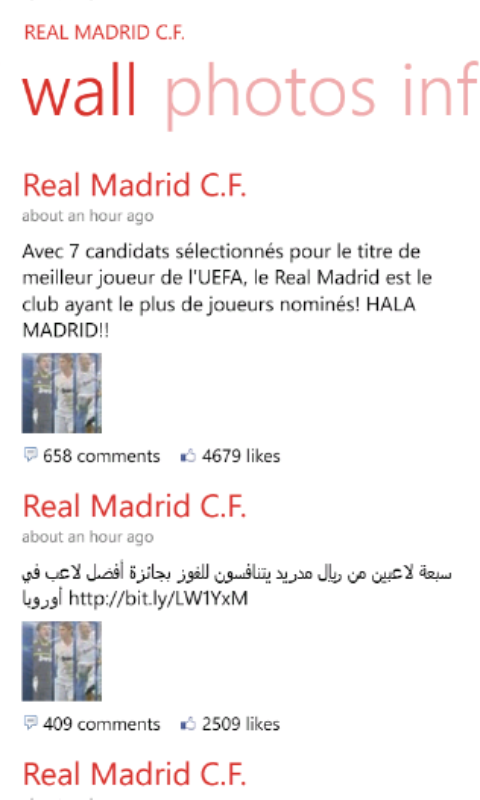 REAL MADRID C.F.
wall photos inf
Real Madrid C.F.
about an hour ago
Avec 7 candidats sélectionnés pour le titre de
meilleur joueur de l'UEFA, le Real Madrid est le
club ayant le plus de joueurs nominés! HALA
MADRID!!
658 comments 4679 likes
Real Madrid C.F.
about an hour ago
سبعة لاعبين من ريال مدريد يتنافسون للفوز بجائزة أفضل لاعب في
أوروبا http://bit.ly/LW1YxM
409 comments 2509 likes
Real Madrid C.F.